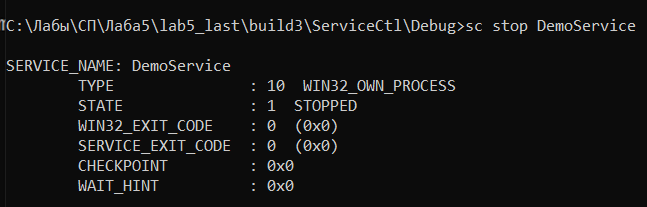 C:\Лабы\СП\Лаба5\lab5_last\build3\ServiceCtl\Debug>sc stop DemoService
SERVICE_NAME: DemoService
TYPE : 10 WIN32_OWN_PROCESS
STATE : 1 STOPPED
WIN32_EXIT_CODE : 0 (0x0)
SERVICE_EXIT_CODE : 0 (0x0)
CHECKPOINT : 0x0
WAIT_HINT : 0x0